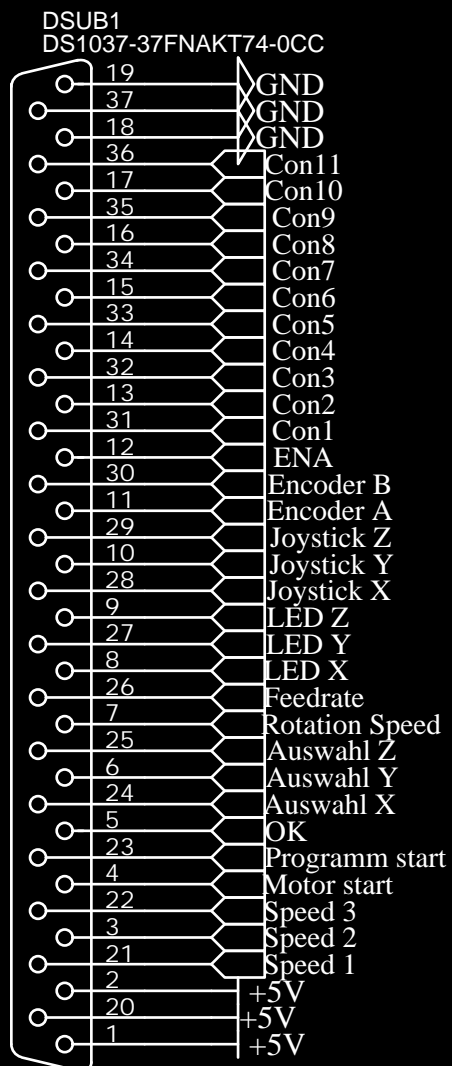 DSUB1
DS1037-37FNAKT74-0CC
19 GND
37 GND
18 GND
36 Con11
17 Con10
35 Con9
16 Con8
34 Con7
15 Con6
33 Con5
14 Con4
32 Con3
13 Con2
31 Con1
12 ENA
30 Encoder B
11 Encoder A
29 Joystick Z
10 Joystick Y
28 Joystick X
9 LED Z
27 LED Y
8 LED X
26 Feedrate
7 Rotation Speed
25 Auswahl Z
6 Auswahl Y
24 Auswahl X
5 OK
23 Programm start
4 Motor start
22 Speed 3
3 Speed 2
21 Speed 1
2 +5V
20 +5V
1 +5V